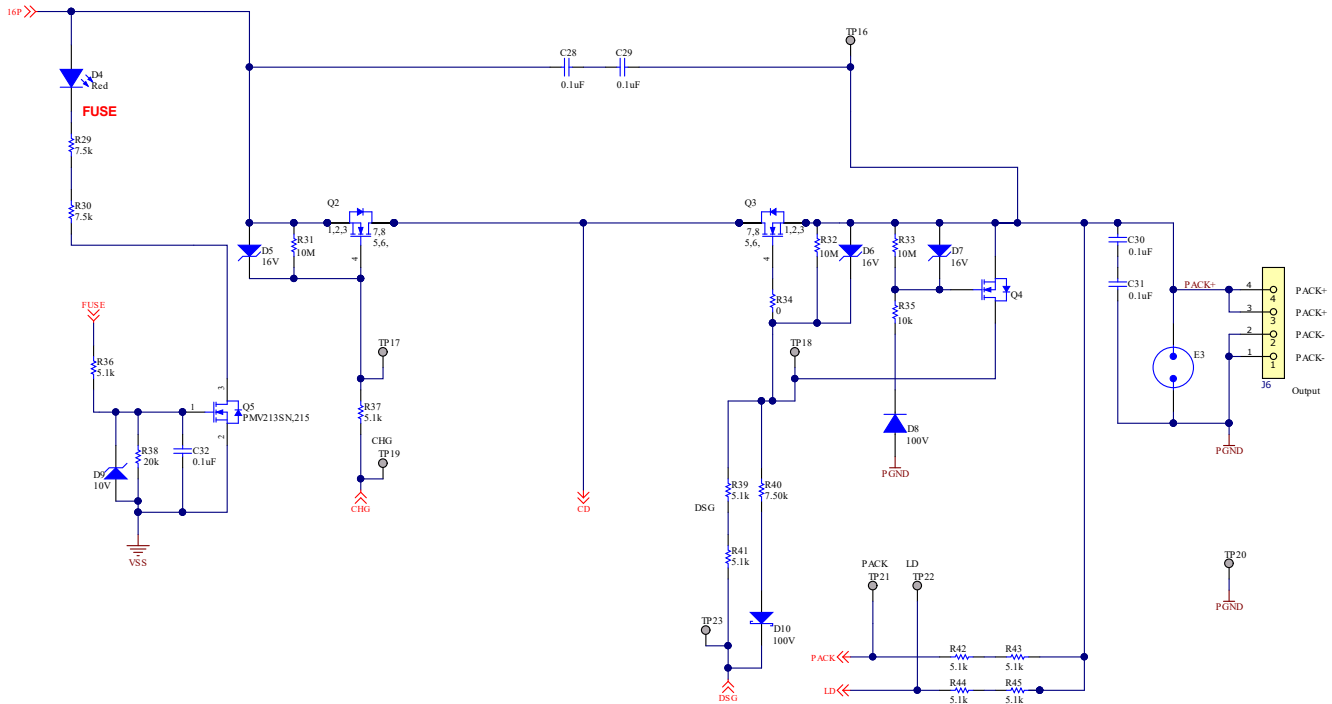 16P
D4
Red
FUSE
R29
7.5k
R30
7.5k
C28
0.1uF
C29
0.1uF
TP16
Q2
1,2,3
7,8
5,6,
4
D5
16V
R31
10M
Q3
7,8
5,6,
1,2,3
4
R32
10M
D6
16V
R33
10M
D7
16V
Q4
R34
0
R35
10k
C30
0.1uF
C31
0.1uF
PACK+
E3
4
4
3
3
2
2
1
1
PACK+
PACK+
PACK-
PACK-
J6
Output
PGND
FUSE
R36
5.1k
1
3
2
Q5
PMV213SN,215
D9
10V
R38
20k
C32
0.1uF
VSS
TP17
R37
5.1k
CHG
TP19
CHG
CD
TP18
D8
100V
PGND
R39
5.1k
R40
7.50k
DSG
R41
5.1k
TP23
D10
100V
DSG
PACK
TP21
LD
TP22
PACK
R42
5.1k
R43
5.1k
LD
R44
5.1k
R45
5.1k
TP20
PGND